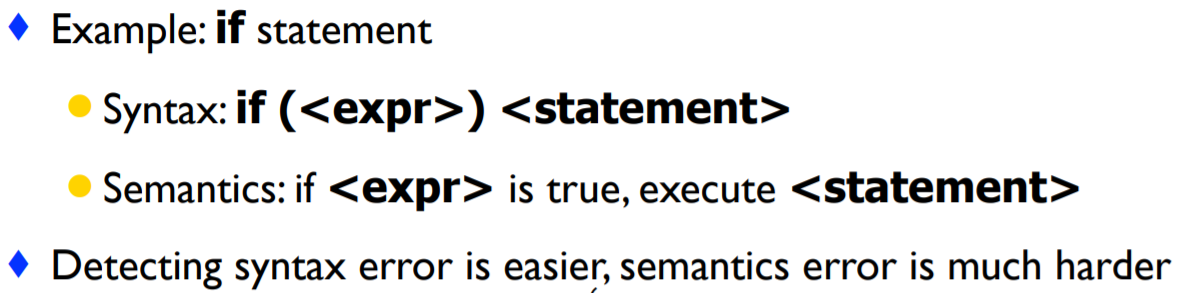 Example: if statement
Syntax: if (<expr>) <statement>
Semantics: if <expr> is true, execute <statement>
Detecting syntax error is easier, semantics error is much harder